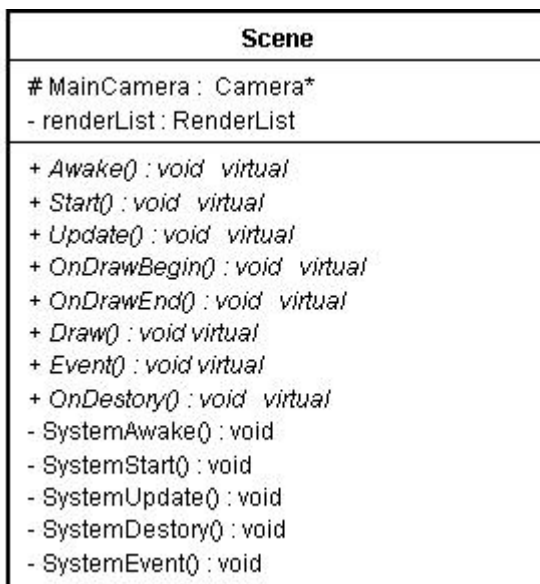 Scene
# MainCamera : Camera*
- renderList : RenderList
+ Awake() : void virtual
+ Start() : void virtual
+ Update() : void virtual
+ OnDrawBegin() : void virtual
+ OnDrawEnd() : void virtual
+ Draw() : void virtual
+ Event() : void virtual
+ OnDestory() : void virtual
- SystemAwake() : void
- SystemStart() : void
- SystemUpdate() : void
- SystemDestory() : void
- SystemEvent() : void